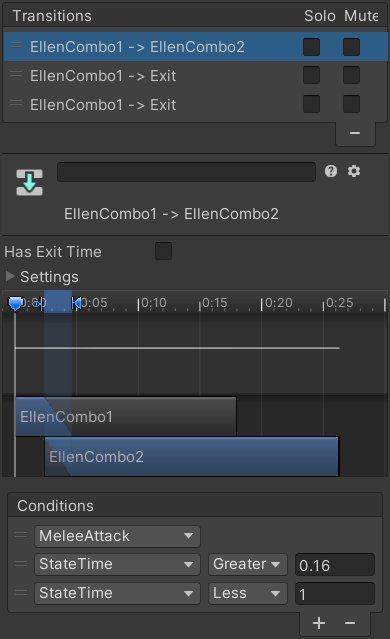 Transitions Solo Mute
EllenCombo1 -> EllenCombo2
EllenCombo1 -> Exit
EllenCombo1 -> Exit
EllenCombo1 -> EllenCombo2
Has Exit Time
Settings
0:00 0:05 0:10 0:15 0:20 0:25
EllenCombo1
EllenCombo2
Conditions
MeleeAttack
StateTime Greater 0.16
StateTime Less 1